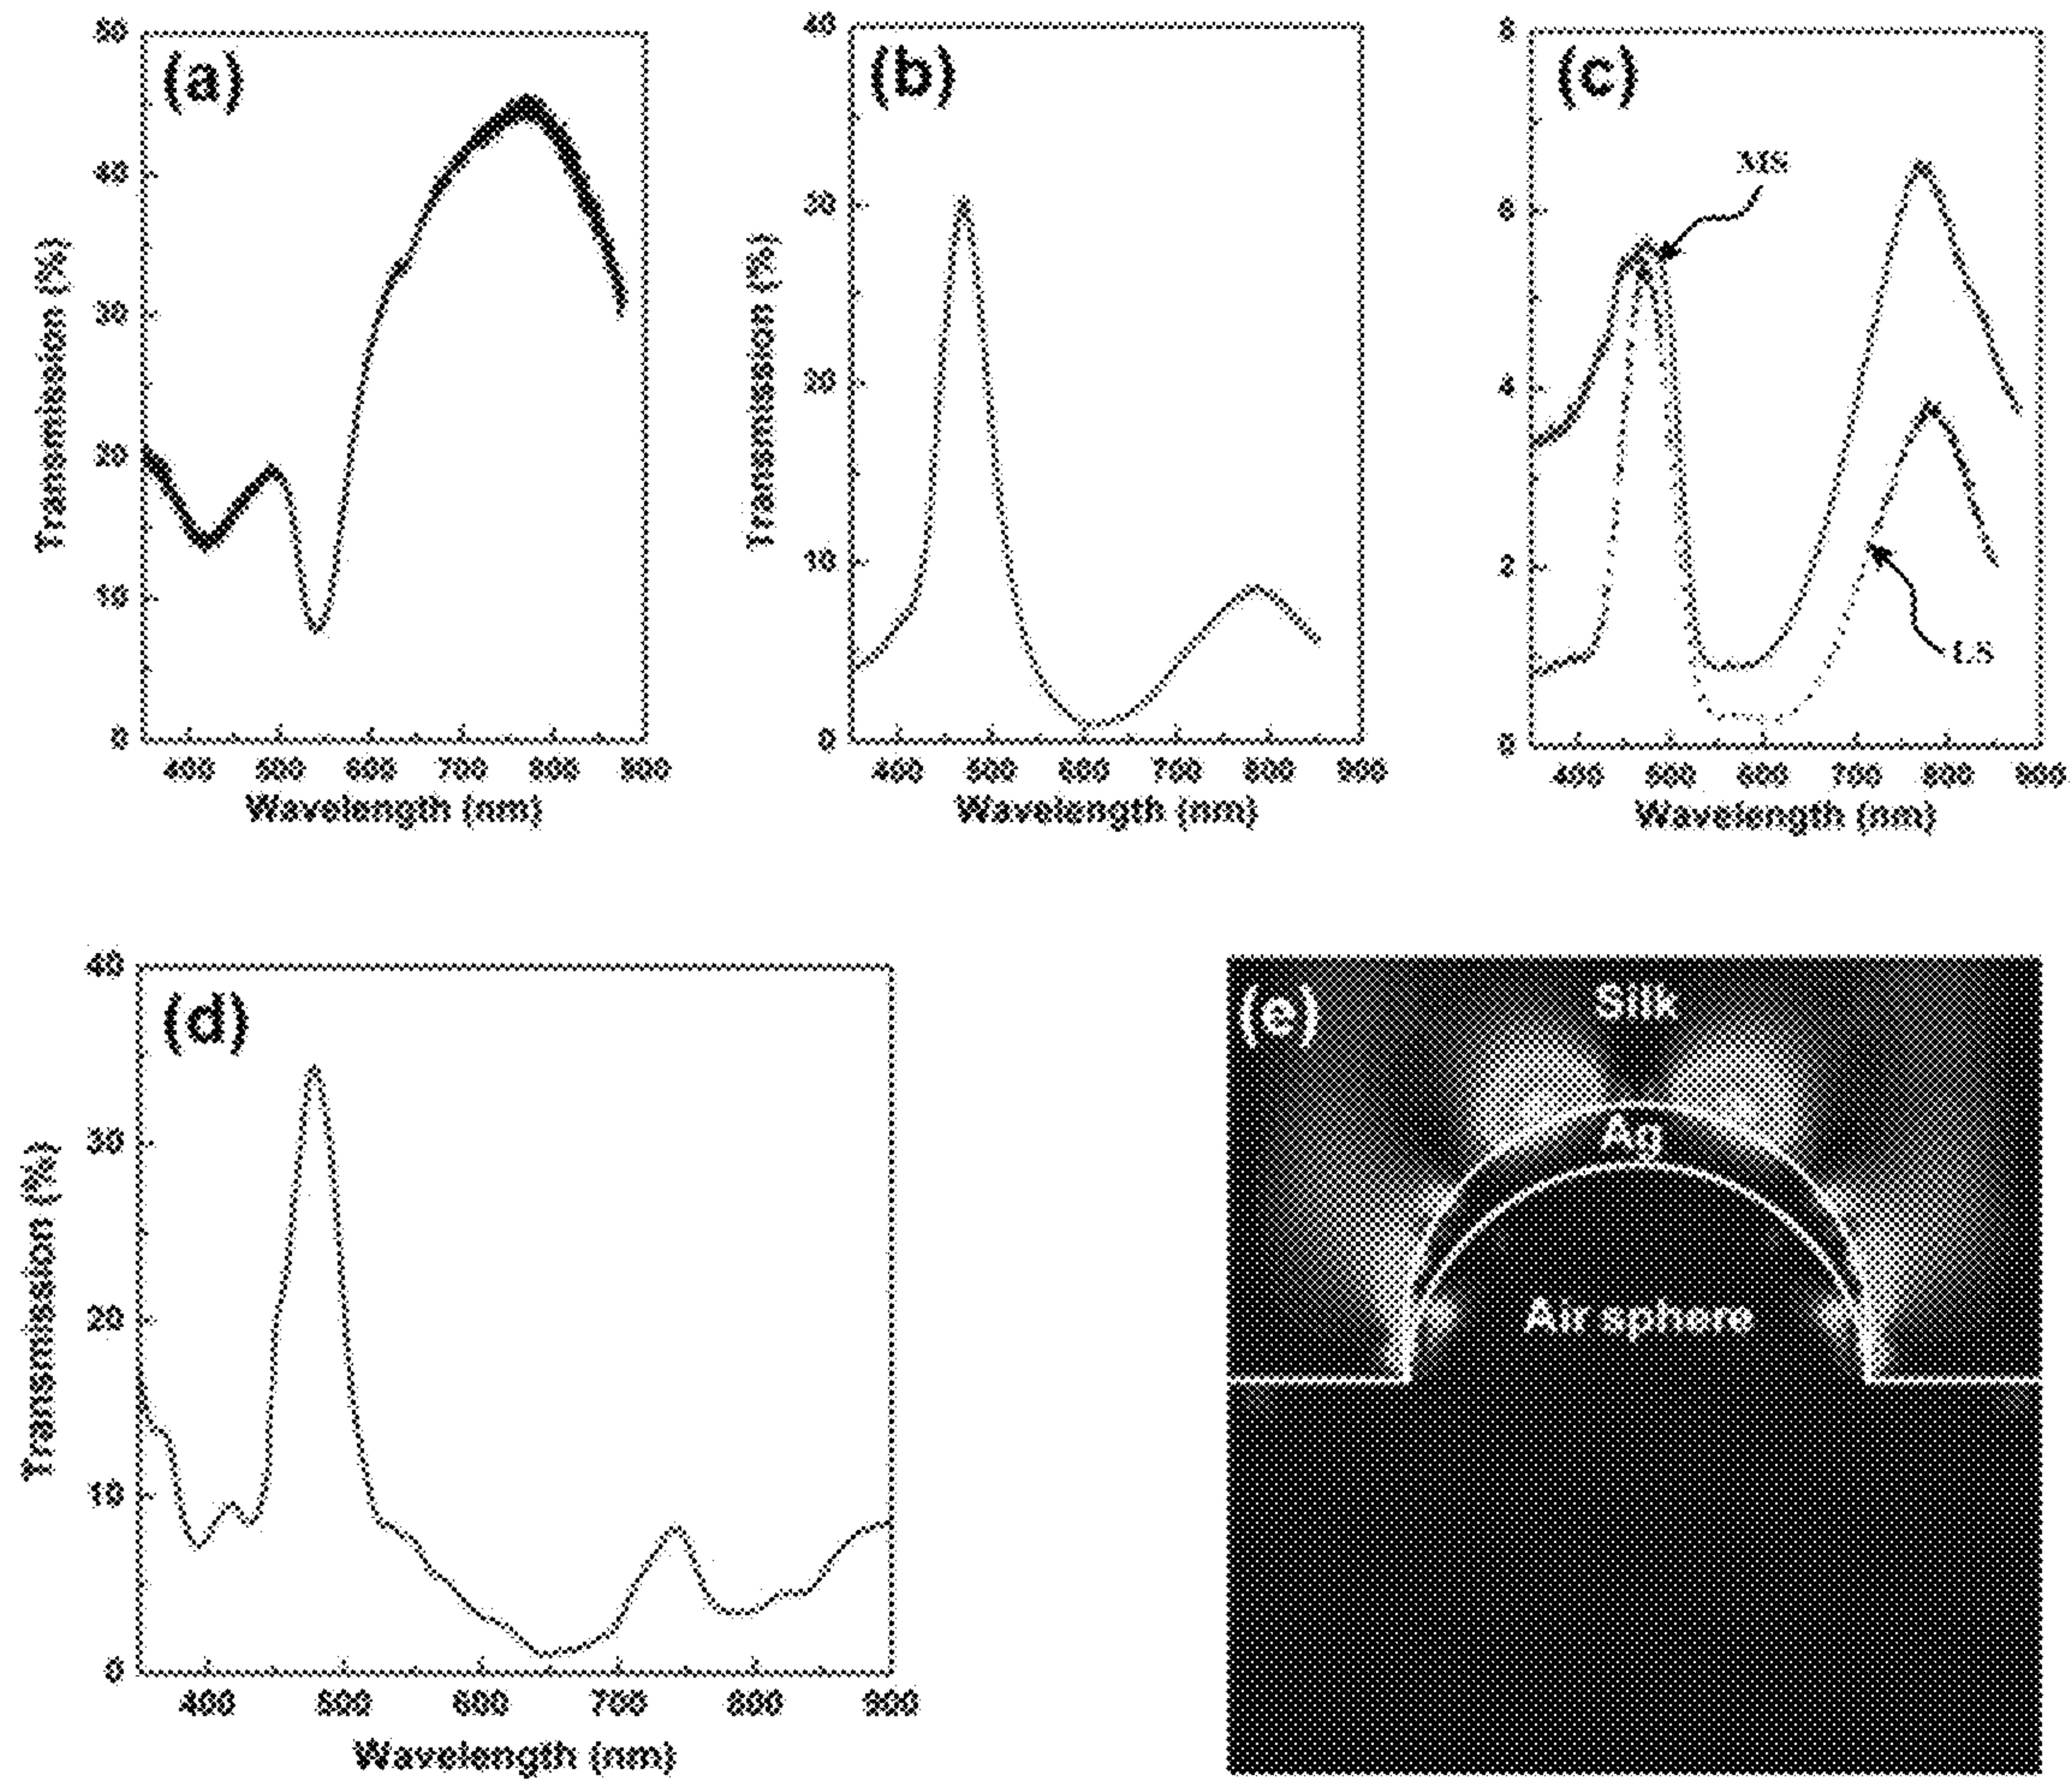 (a)
50
40
30
20
10
0
Transmission (%)
400 500 600 700 800 900
Wavelength (nm)
(b)
40
30
20
10
0
Transmission (%)
400 500 600 700 800 900
Wavelength (nm)
(c)
8
6
4
2
0
MS
LS
400 500 600 700 800 900
Wavelength (nm)
(d)
40
30
20
10
0
Transmission (%)
400 500 600 700 800 900
Wavelength (nm)
(e)
Silk
Ag
Air sphere